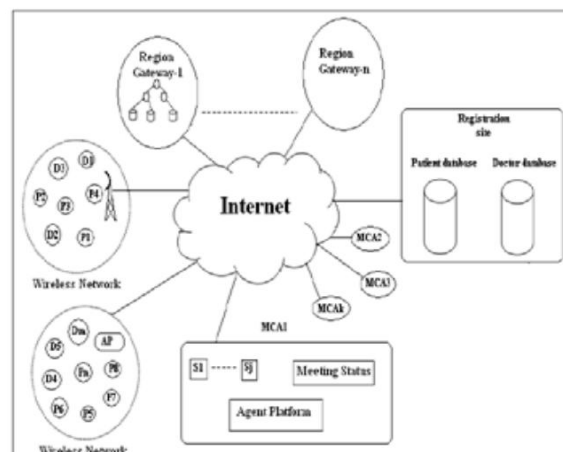 Region
Gateway-1
Region
Gateway-n
Registration
site
Patient dunbase
Doctor dunbase
D3
D1
P2
P3
P4
D2
P1
Wireless Network
Internet
MCA2
MCA3
MCAk
MCA1
Dm
D5
AP
D4
Pn
P8
P7
P6
P5
Wireless Network
S1
Sj
Meeting Status
Agent Platform